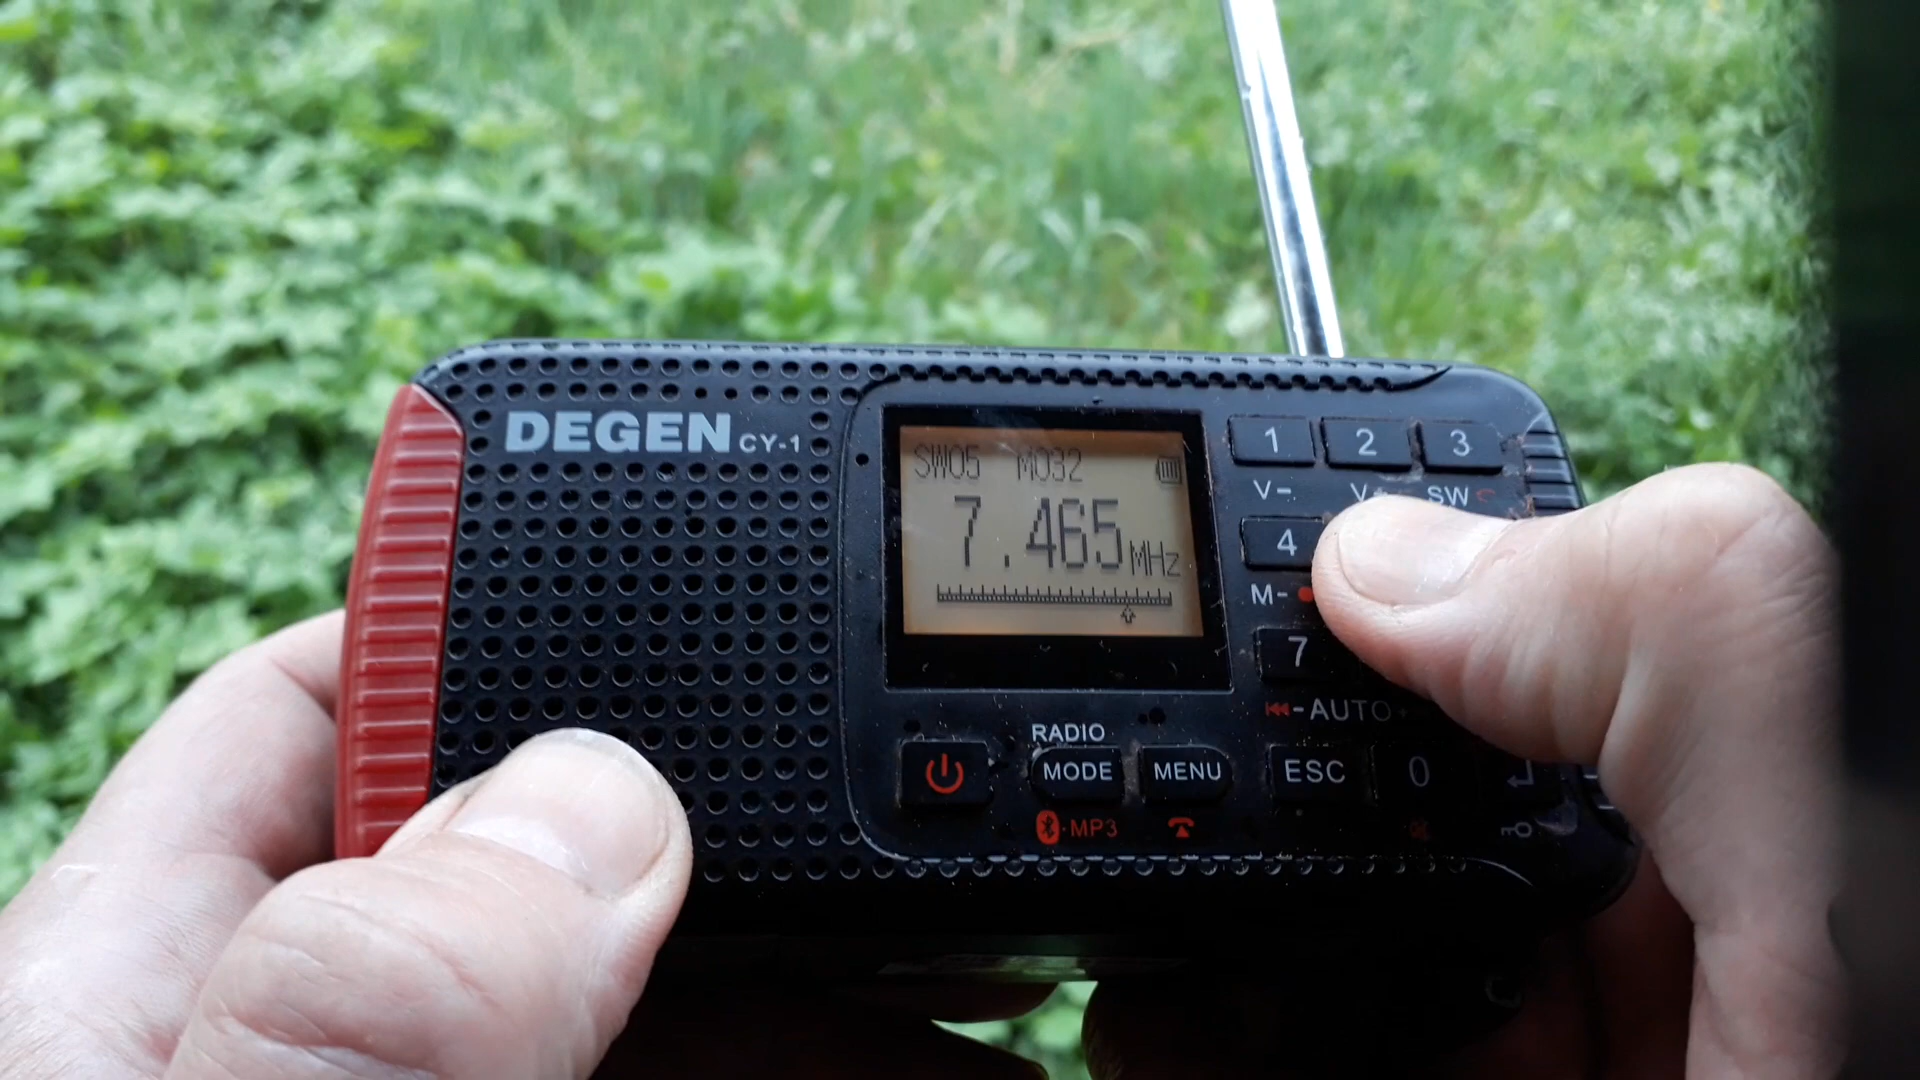 DEGEN CY-1
SW05 M032
7.465MHz
1 2 3
V- V SW
4
M-
7
-AUTO+
RADIO
MODE MENU ESC 0
MP3